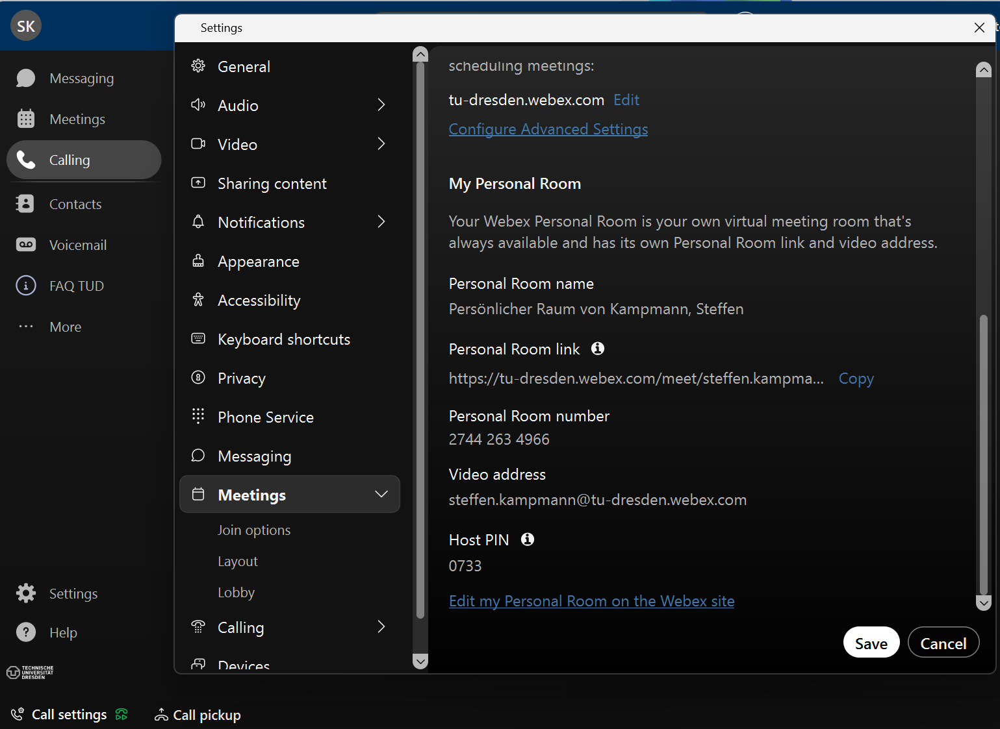 SK
Messaging
Meetings
Calling
Contacts
Voicemail
FAQ TUD
More
Settings
Help
TECHNISCHE
UNIVERSITÄT
DRESDEN
Settings
General
Audio
Video
Sharing content
Notifications
Appearance
Accessibility
Keyboard shortcuts
Privacy
Phone Service
Messaging
Meetings
Join options
Layout
Lobby
Calling
Devices
scheduling meetings:
tu-dresden.webex.com Edit
Configure Advanced Settings
My Personal Room
Your Webex Personal Room is your own virtual meeting room that's
always available and has its own Personal Room link and video address.
Personal Room name
Persönlicher Raum von Kampmann, Steffen
Personal Room link
https://tu-dresden.webex.com/meet/steffen.kampma... Copy
Personal Room number
2744 263 4966
Video address
steffen.kampmann@tu-dresden.webex.com
Host PIN
0733
Edit my Personal Room on the Webex site
Save Cancel
Call settings Call pickup